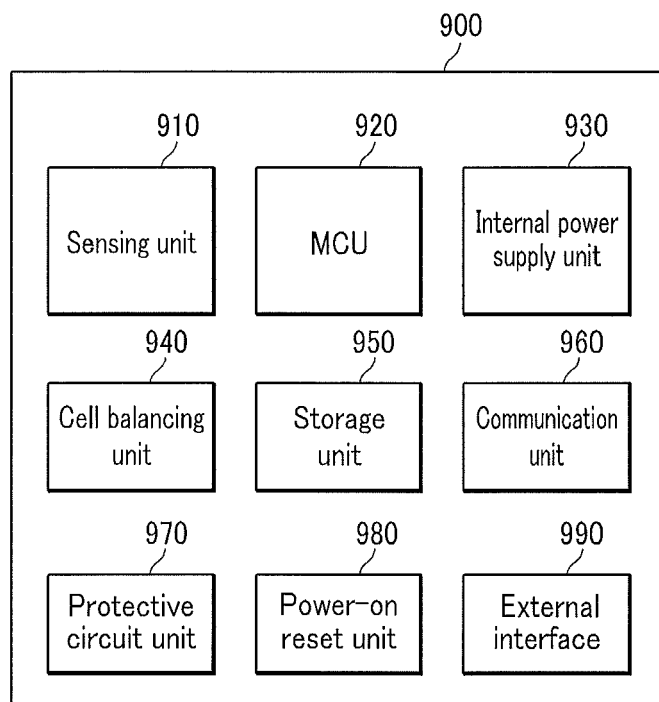 900
910
920
930
Sensing unit
MCU
Internal power
supply unit
940
950
960
Cell balancing
unit
Storage
unit
Communication
unit
970
980
990
Protective
circuit unit
Power-on
reset unit
External
interface